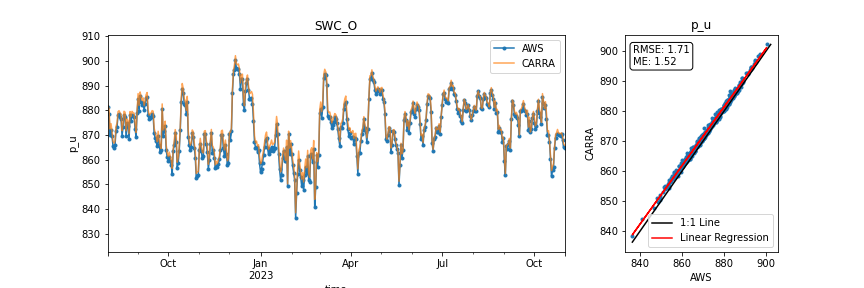 SWC_O
p_u
910
900
890
880
870
860
850
840
830
p_u
AWS
CARRA
Oct
Jan
2023
Apr
Jul
Oct
time
p_u
RMSE: 1.71
ME: 1.52
900
890
880
870
860
850
840
CARRA
1:1 Line
Linear Regression
840
860
880
900
AWS